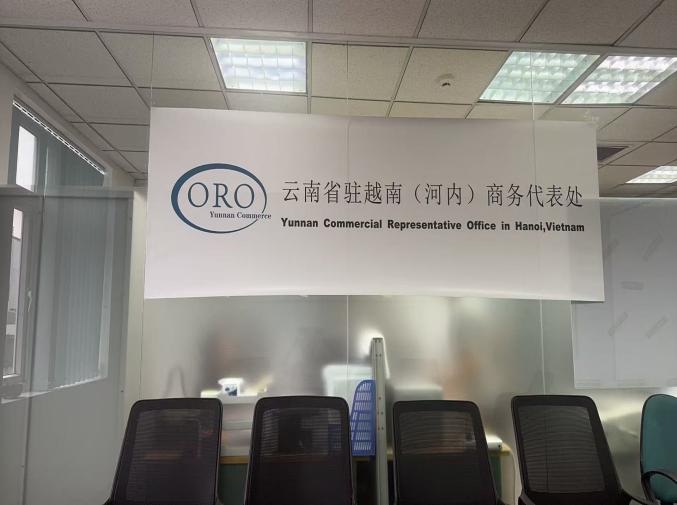 ORO
Yunnan Commerce
云南省驻越南（河内）商务代表处
Yunnan Commercial Representative Office in Hanoi,Vietnam